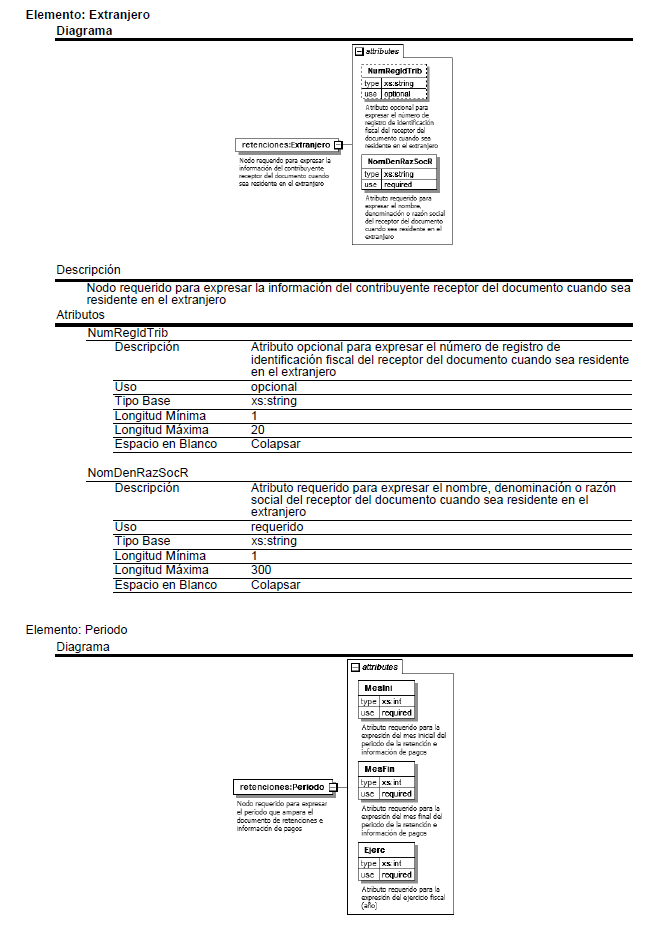 Elemento: Extranjero
Diagrama
attributes
NumRegIdTrib
type xs:string
use optional
Atributo opcional para
expresar el número de
registro de identificación
fiscal del receptor del
documento cuando sea
residente en el extranjero
retenciones:Extranjero
Nodo requerido para expresar la
información del contribuyente
receptor del documento cuando
sea residente en el extranjero
NomDenRazSocR
type xs:string
use required
Atributo requerido para
expresar el nombre,
denominación o razón social
del receptor del documento
cuando sea residente en el
extranjero
Descripción
Nodo requerido para expresar la información del contribuyente receptor del documento cuando sea
residente en el extranjero
Atributos
NumRegIdTrib
Descripción Atributo opcional para expresar el número de registro de
identificación fiscal del receptor del documento cuando sea residente
en el extranjero
Uso opcional
Tipo Base xs:string
Longitud Mínima 1
Longitud Máxima 20
Espacio en Blanco Colapsar
NomDenRazSocR
Descripción Atributo requerido para expresar el nombre, denominación o razón
social del receptor del documento cuando sea residente en el
extranjero
Uso requerido
Tipo Base xs:string
Longitud Mínima 1
Longitud Máxima 300
Espacio en Blanco Colapsar
Elemento: Periodo
Diagrama
attributes
MesIni
type xs:int
use required
Atributo requerido para la
expresión del mes inicial del
periodo de la retención e
información de pagos
retenciones:Periodo
Nodo requerido para expresar
el periodo que ampara el
documento de retenciones e
información de pagos
MesFin
type xs:int
use required
Atributo requerido para la
expresión del mes final del
periodo de la retención e
información de pagos
Ejerc
type xs:int
use required
Atributo requerido para la
expresión del ejercicio fiscal
(año)